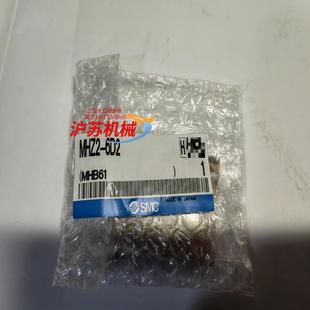 沪苏机械
MHZ2-6D2
(MHB61 )
1
SMC
MADE IN JAPAN